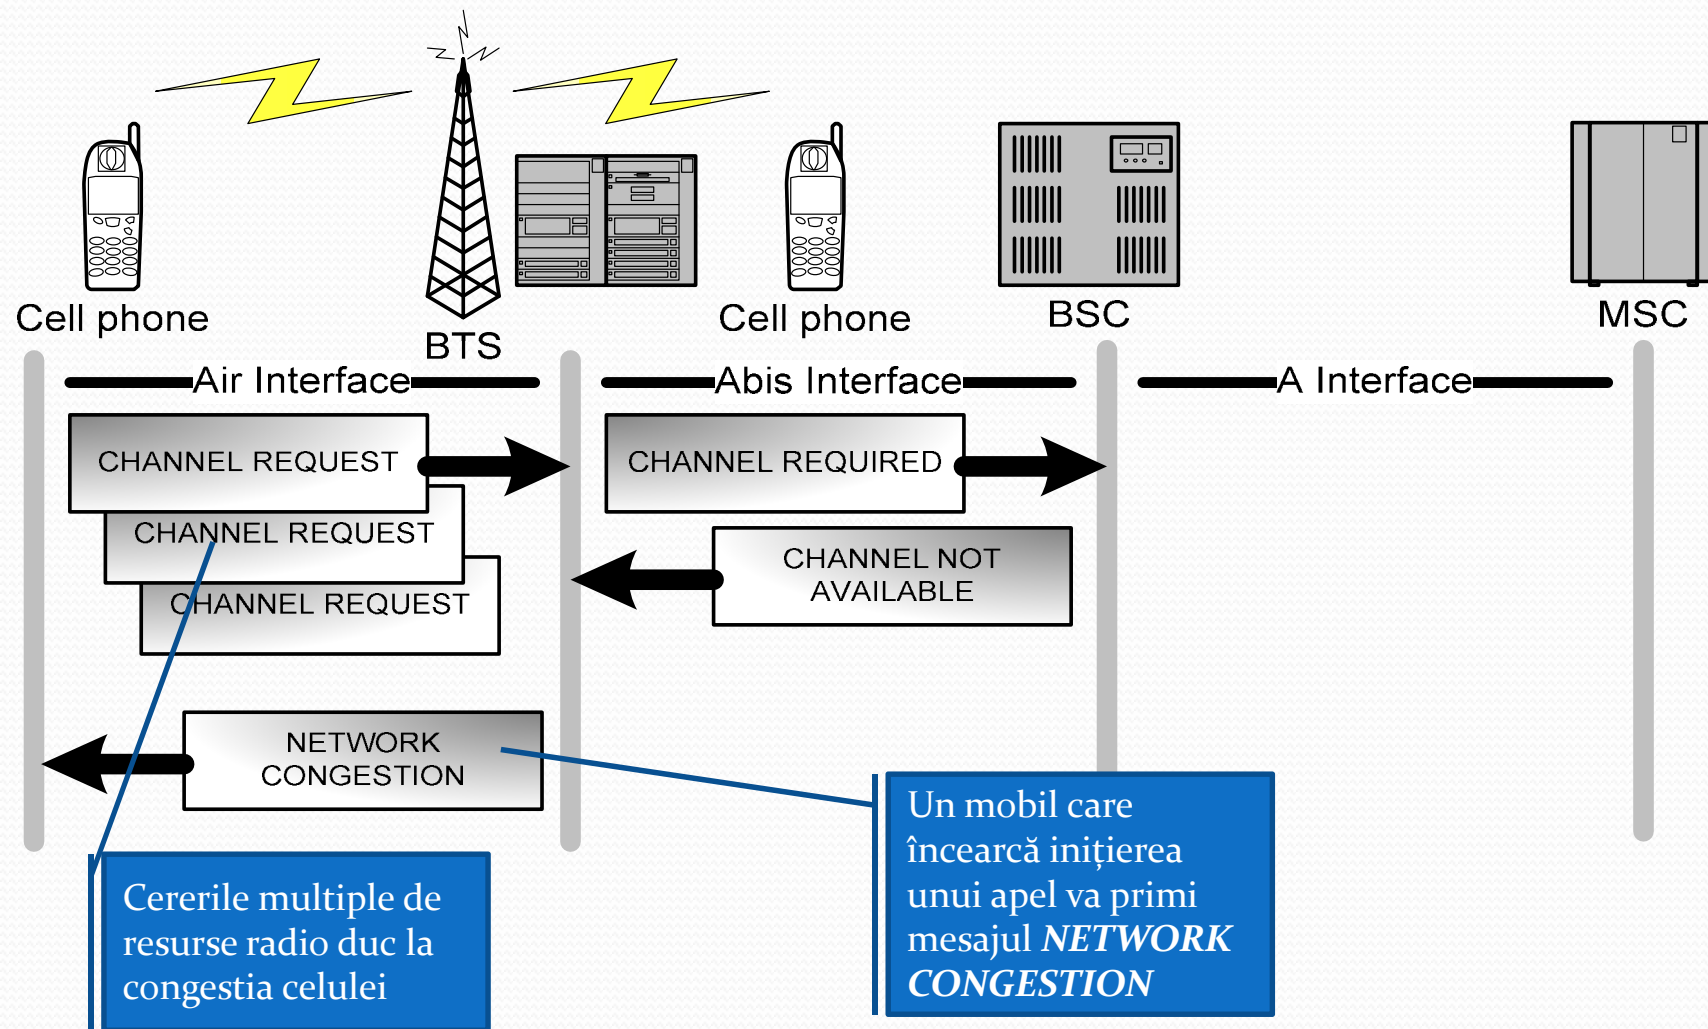 Cell phone
BTS
Cell phone
BSC
MSC
Air Interface
Abis Interface
A Interface
CHANNEL REQUEST
CHANNEL REQUIRED
CHANNEL REQUEST
CHANNEL NOT
AVAILABLE
CHANNEL REQUEST
NETWORK
CONGESTION
Un mobil care
încearcă inițierea
unui apel va primi
mesajul NETWORK
CONGESTION
Cererile multiple de
resurse radio duc la
congestia celulei